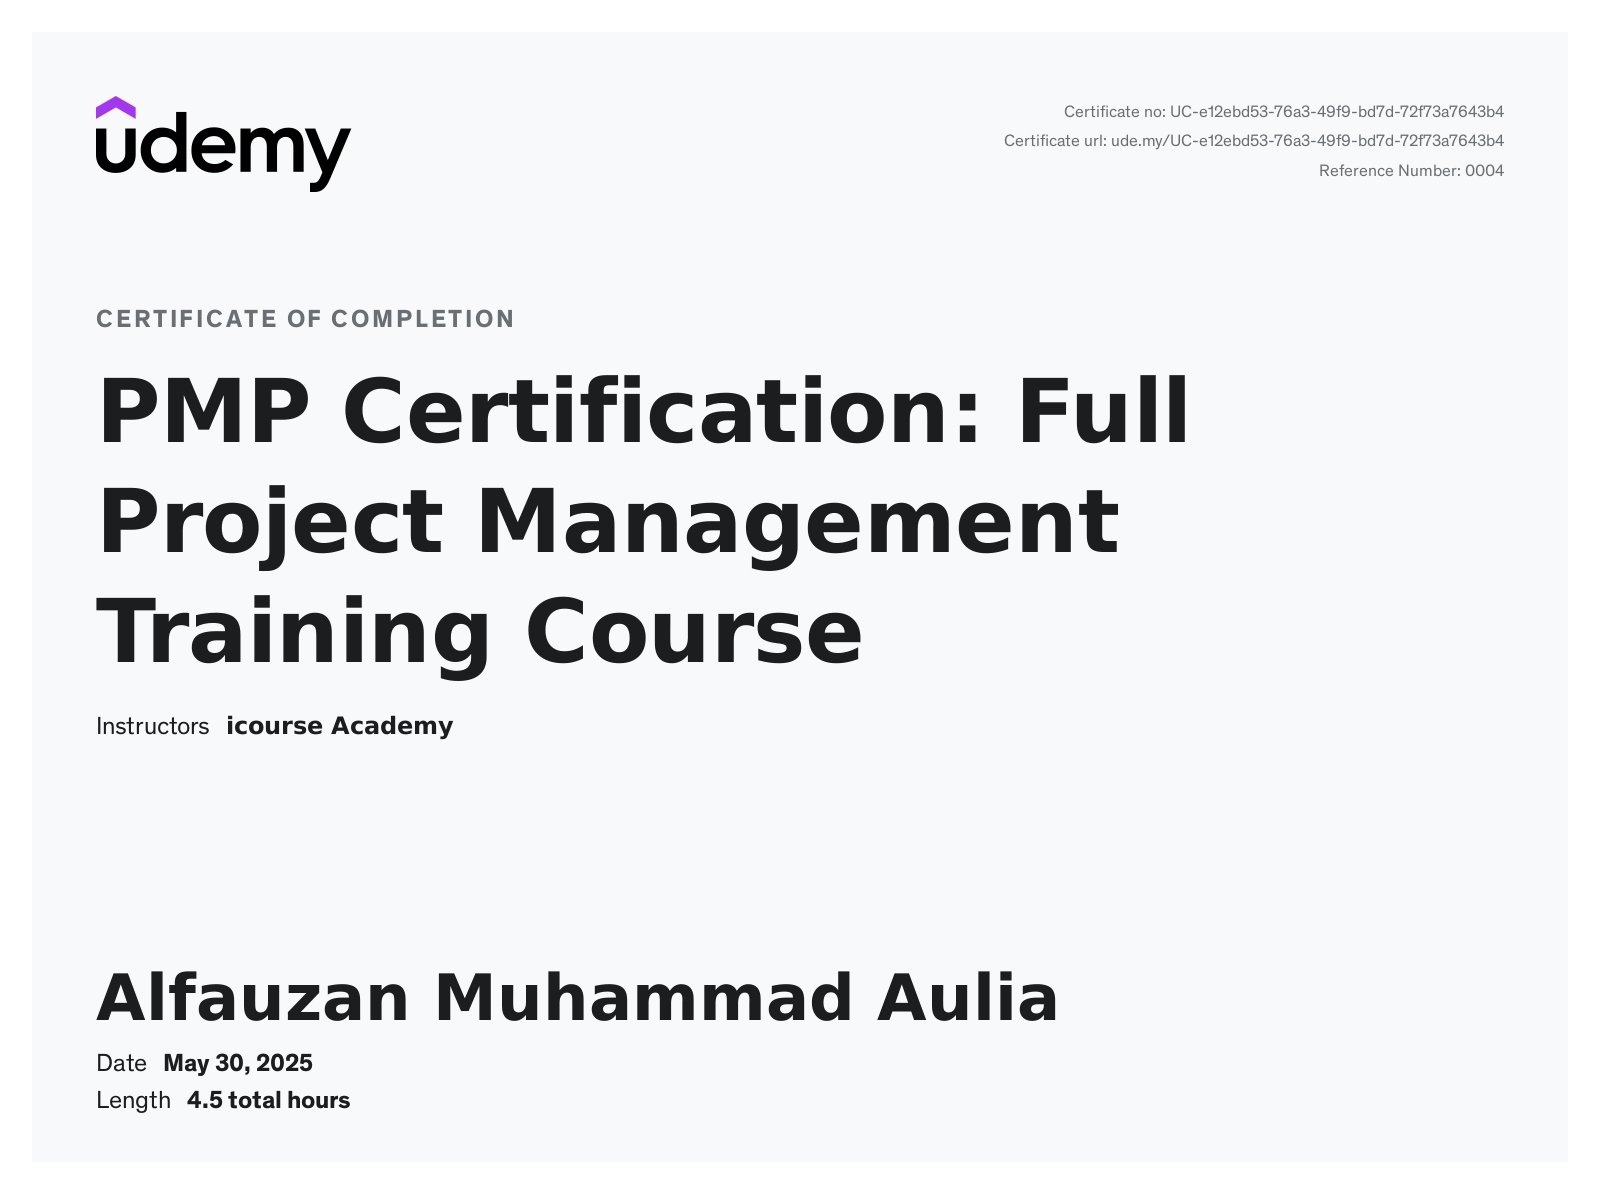 udemy
Certificate no: UC-e12ebd53-76a3-49f9-bd7d-72f73a7643b4
Certificate url: ude.my/UC-e12ebd53-76a3-49f9-bd7d-72f73a7643b4
Reference Number: 0004
CERTIFICATE OF COMPLETION
PMP Certification: Full
Project Management
Training Course
Instructors icourse Academy
Alfauzan Muhammad Aulia
Date May 30, 2025
Length 4.5 total hours